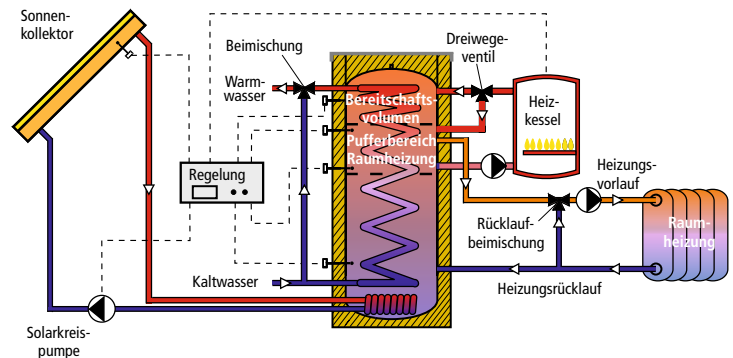 Sonnen-
kollektor
Beimischung
Dreiwege-
ventil
Warm-
wasser
Bereitschafts-
volumen
Heiz-
kessel
Pufferbereich
Raumheizung
Regelung
Heizungs-
vorlauf
Rücklauf-
beimischung
Raum-
heizung
Kaltwasser
Heizungsrücklauf
Solarkreis-
pumpe